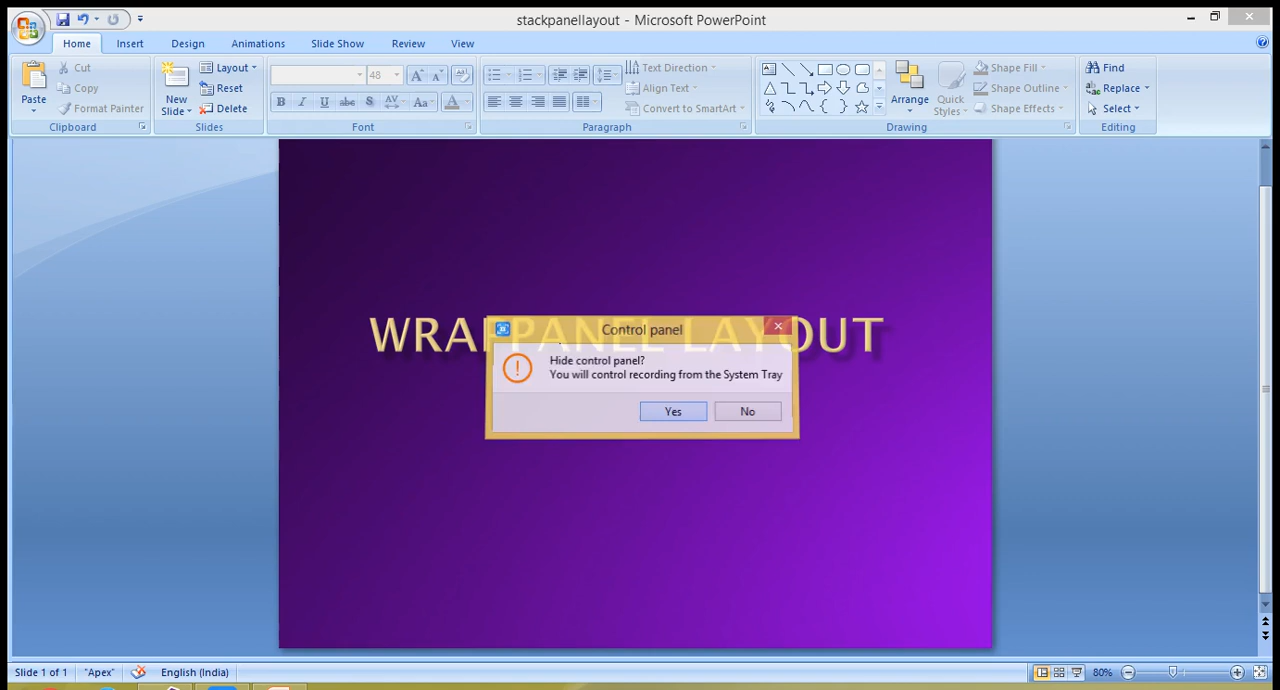 stackpanellayout - Microsoft PowerPoint
Home Insert Design Animations Slide Show Review View
Paste
Cut
Copy
Format Painter
Clipboard
New Slide
Layout
Reset
Delete
Slides
48
B I U abc S AV Aa A
Font
Text Direction
Align Text
Convert to SmartArt
Paragraph
Arrange
Quick Styles
Shape Fill
Shape Outline
Shape Effects
Drawing
Find
Replace
Select
Editing
WRAPPANEL LAYOUT
Control panel
Hide control panel?
You will control recording from the System Tray
Yes No
Slide 1 of 1 "Apex" English (India) 80%